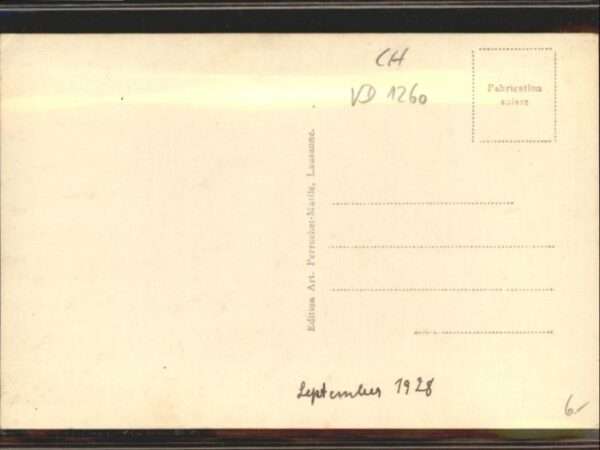 CH
VD 1260
Fabrication
suisse
Edition Art. Perrochet-Matile, Lausanne.
September 1928
6.-